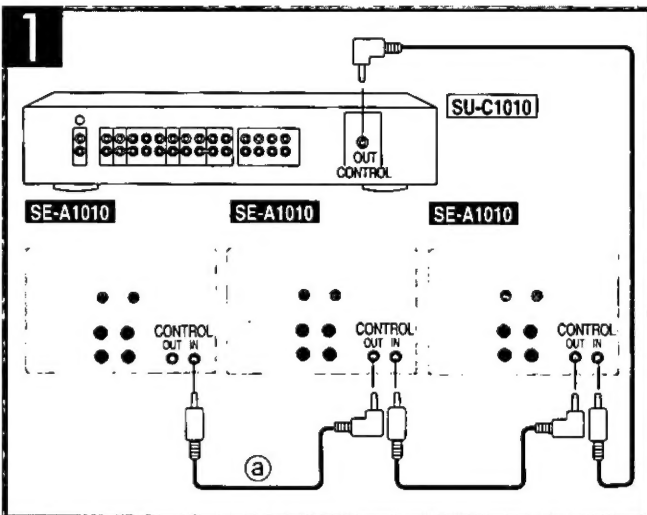 1
SU-C1010
OUT
CONTROL
SE-A1010 SE-A1010 SE-A1010
CONTROL CONTROL CONTROL
OUT IN OUT IN OUT IN
a